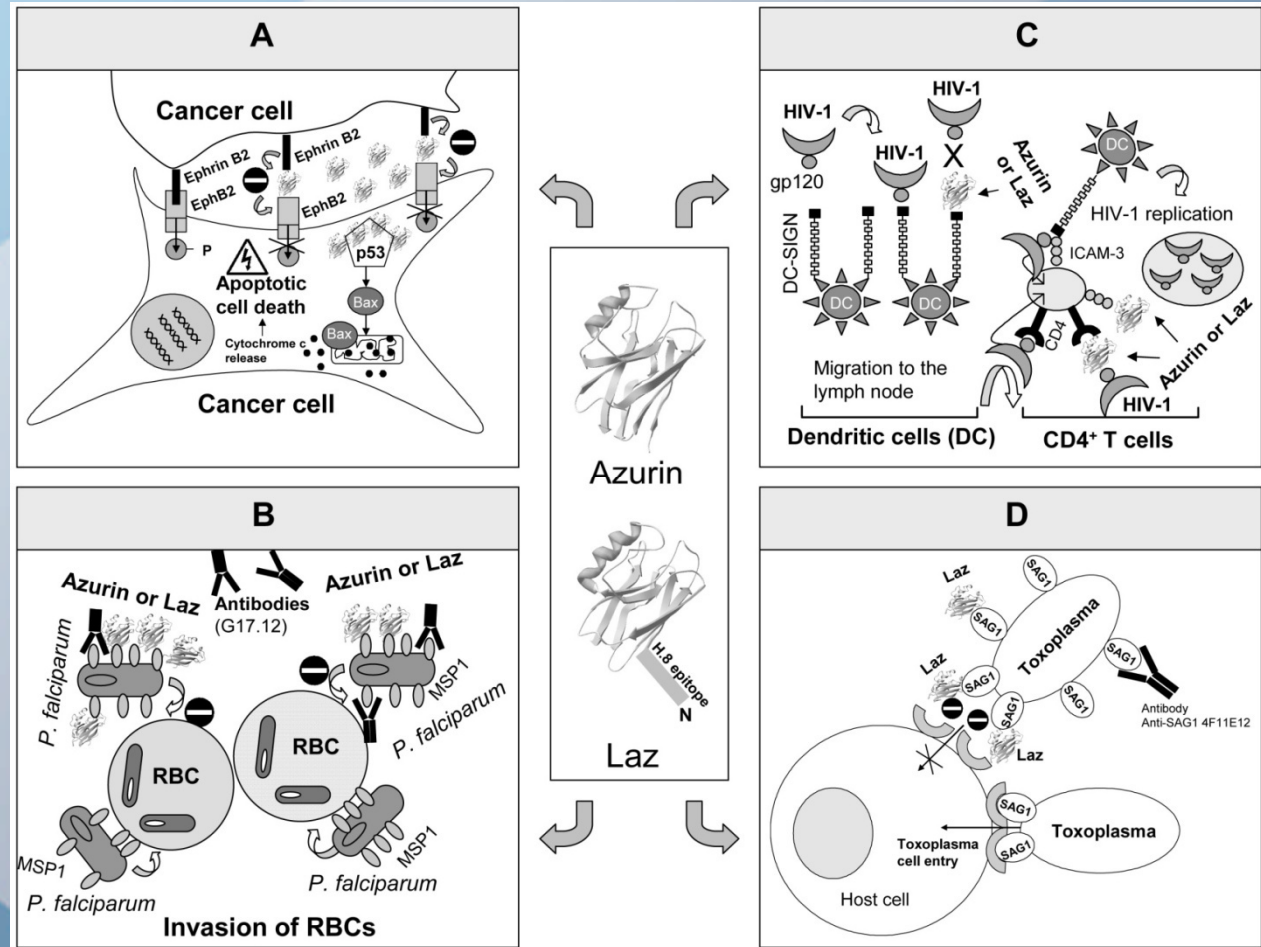 A
Cancer cell
Ephrin B2
EphB2
P
Ephrin B2
EphB2
p53
Bax
Bax
Apoptotic
cell death
Cytochrome c
release
Cancer cell
B
Azurin or Laz
Antibodies
(G17.12)
Azurin or Laz
P. falciparum
MSP1
P. falciparum
RBC
RBC
MSP1
P. falciparum
MSP1
P. falciparum
Invasion of RBCs
Azurin
H.8 epitope
N
Laz
C
HIV-1
HIV-1
HIV-1
X
gp120
Azurin
or Laz
DC
HIV-1 replication
ICAM-3
DC-SIGN
DC
DC
CD4
Azurin or Laz
Migration to the
lymph node
HIV-1
Dendritic cells (DC)
CD4⁺ T cells
D
Laz
SAG1
SAG1
Toxoplasma
SAG1
Laz
SAG1
SAG1
SAG1
Antibody
Anti-SAG1 4F11E12
Laz
SAG1
Toxoplasma
SAG1
Toxoplasma
cell entry
Host cell